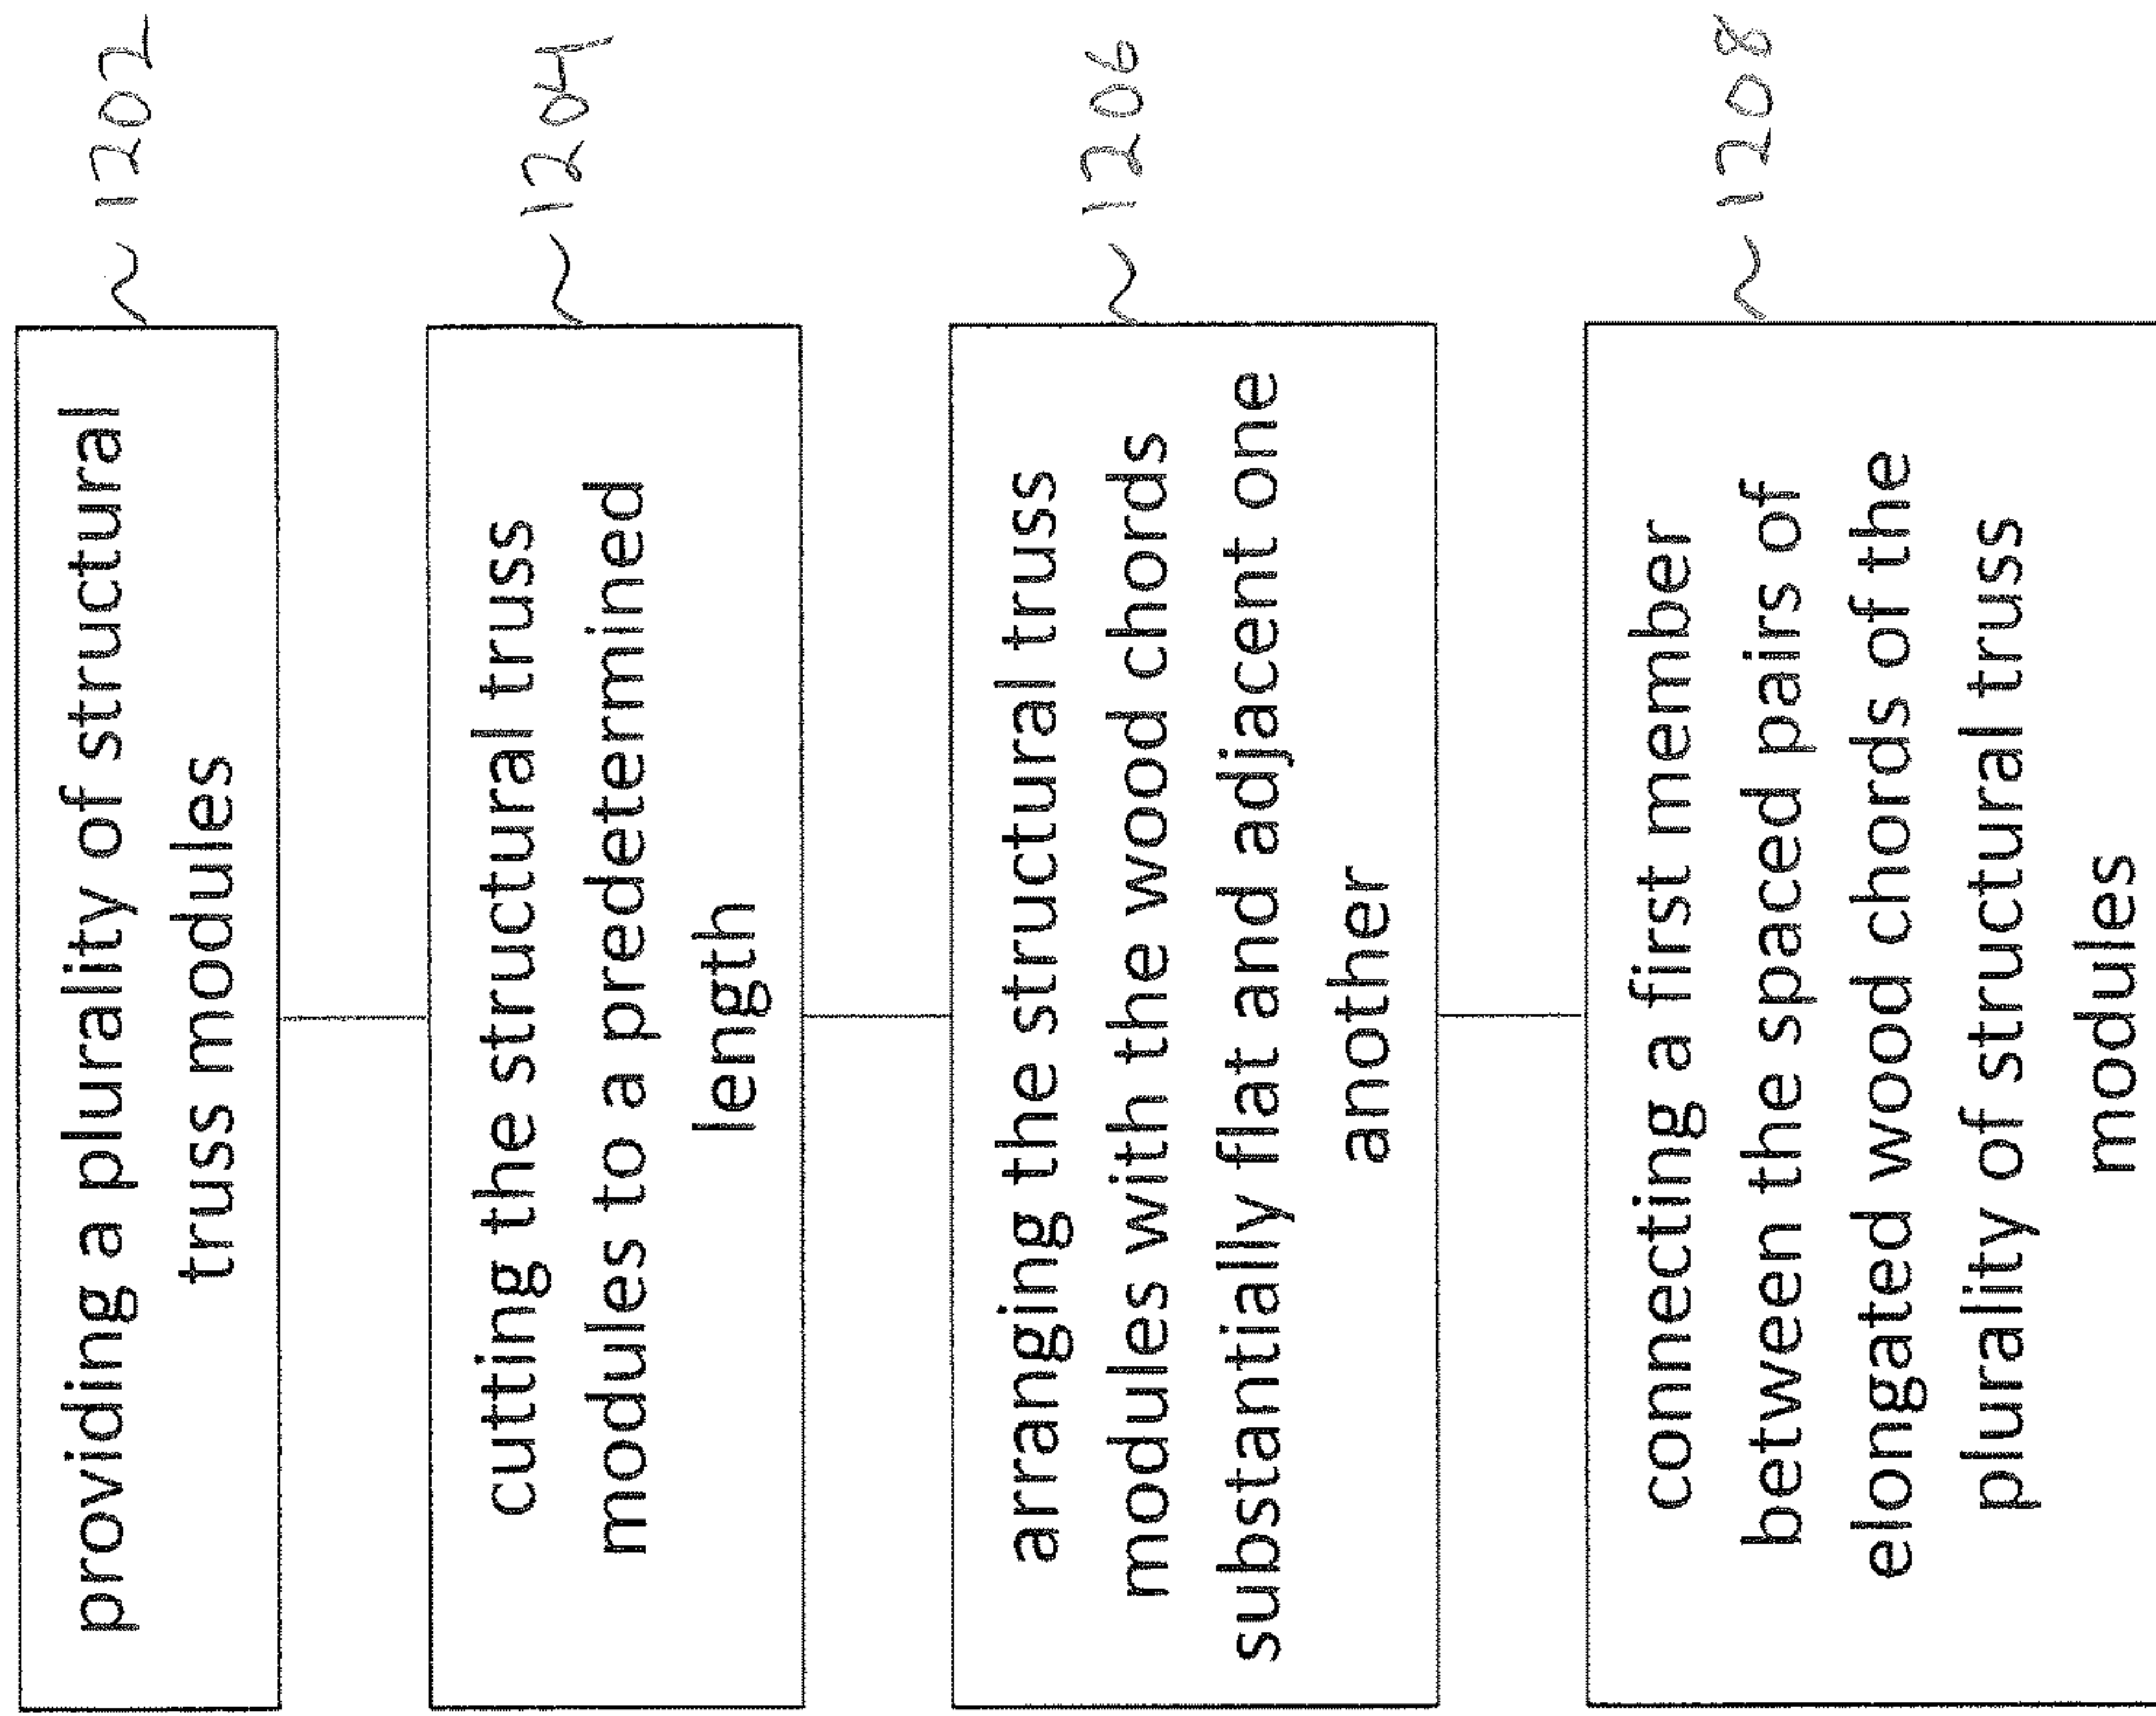 providing a plurality of structural
truss modules
~1202
cutting the structural truss
modules to a predetermined
length
~1204
arranging the structural truss
modules with the wood chords
substantially flat and adjacent one
another
~1206
connecting a first member
between the spaced pairs of
elongated wood chords of the
plurality of structural truss
modules
~1208